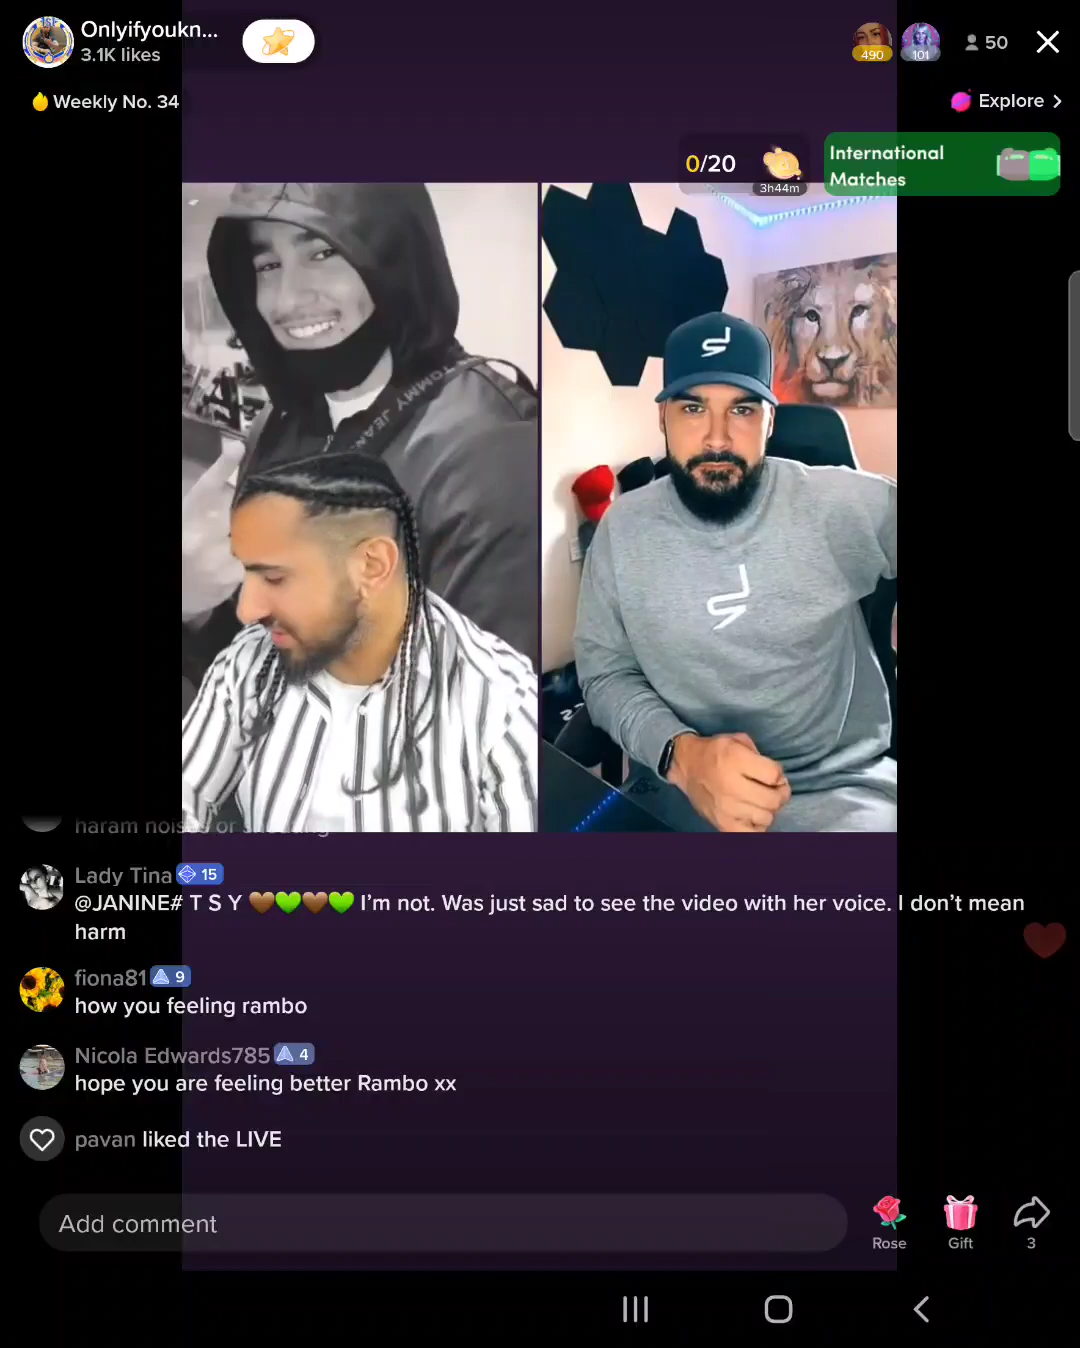 Onlyifyoukn...
3.1K likes
490
101
50
Weekly No. 34
Explore >
0/20
3h44m
International
Matches
TOMMY JEANS
haram noises or
Lady Tina 15
@JANINE# T S Y 🤎💚🤎💚 I'm not. Was just sad to see the video with her voice. I don't mean
harm
fiona81 9
how you feeling rambo
Nicola Edwards785 4
hope you are feeling better Rambo xx
pavan liked the LIVE
Add comment
Rose
Gift
3